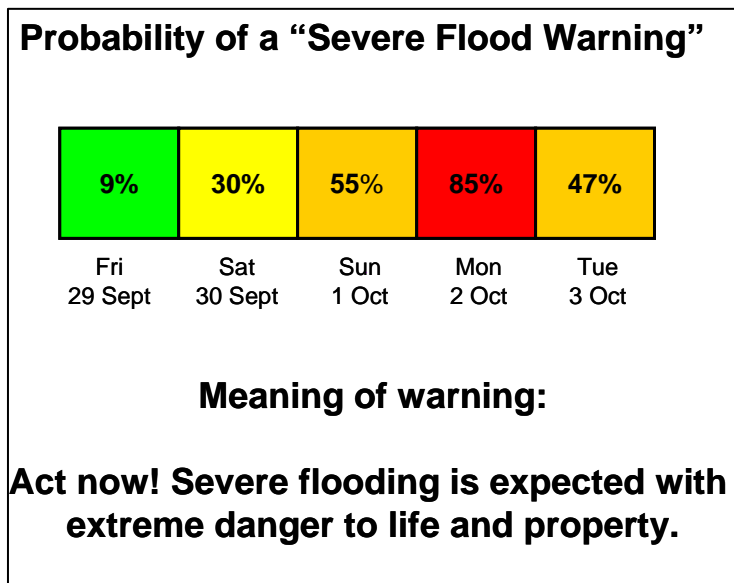 Probability of a “Severe Flood Warning”
9% 30% 55% 85% 47%
Fri Sat Sun Mon Tue
29 Sept 30 Sept 1 Oct 2 Oct 3 Oct
Meaning of warning:
Act now! Severe flooding is expected with
extreme danger to life and property.